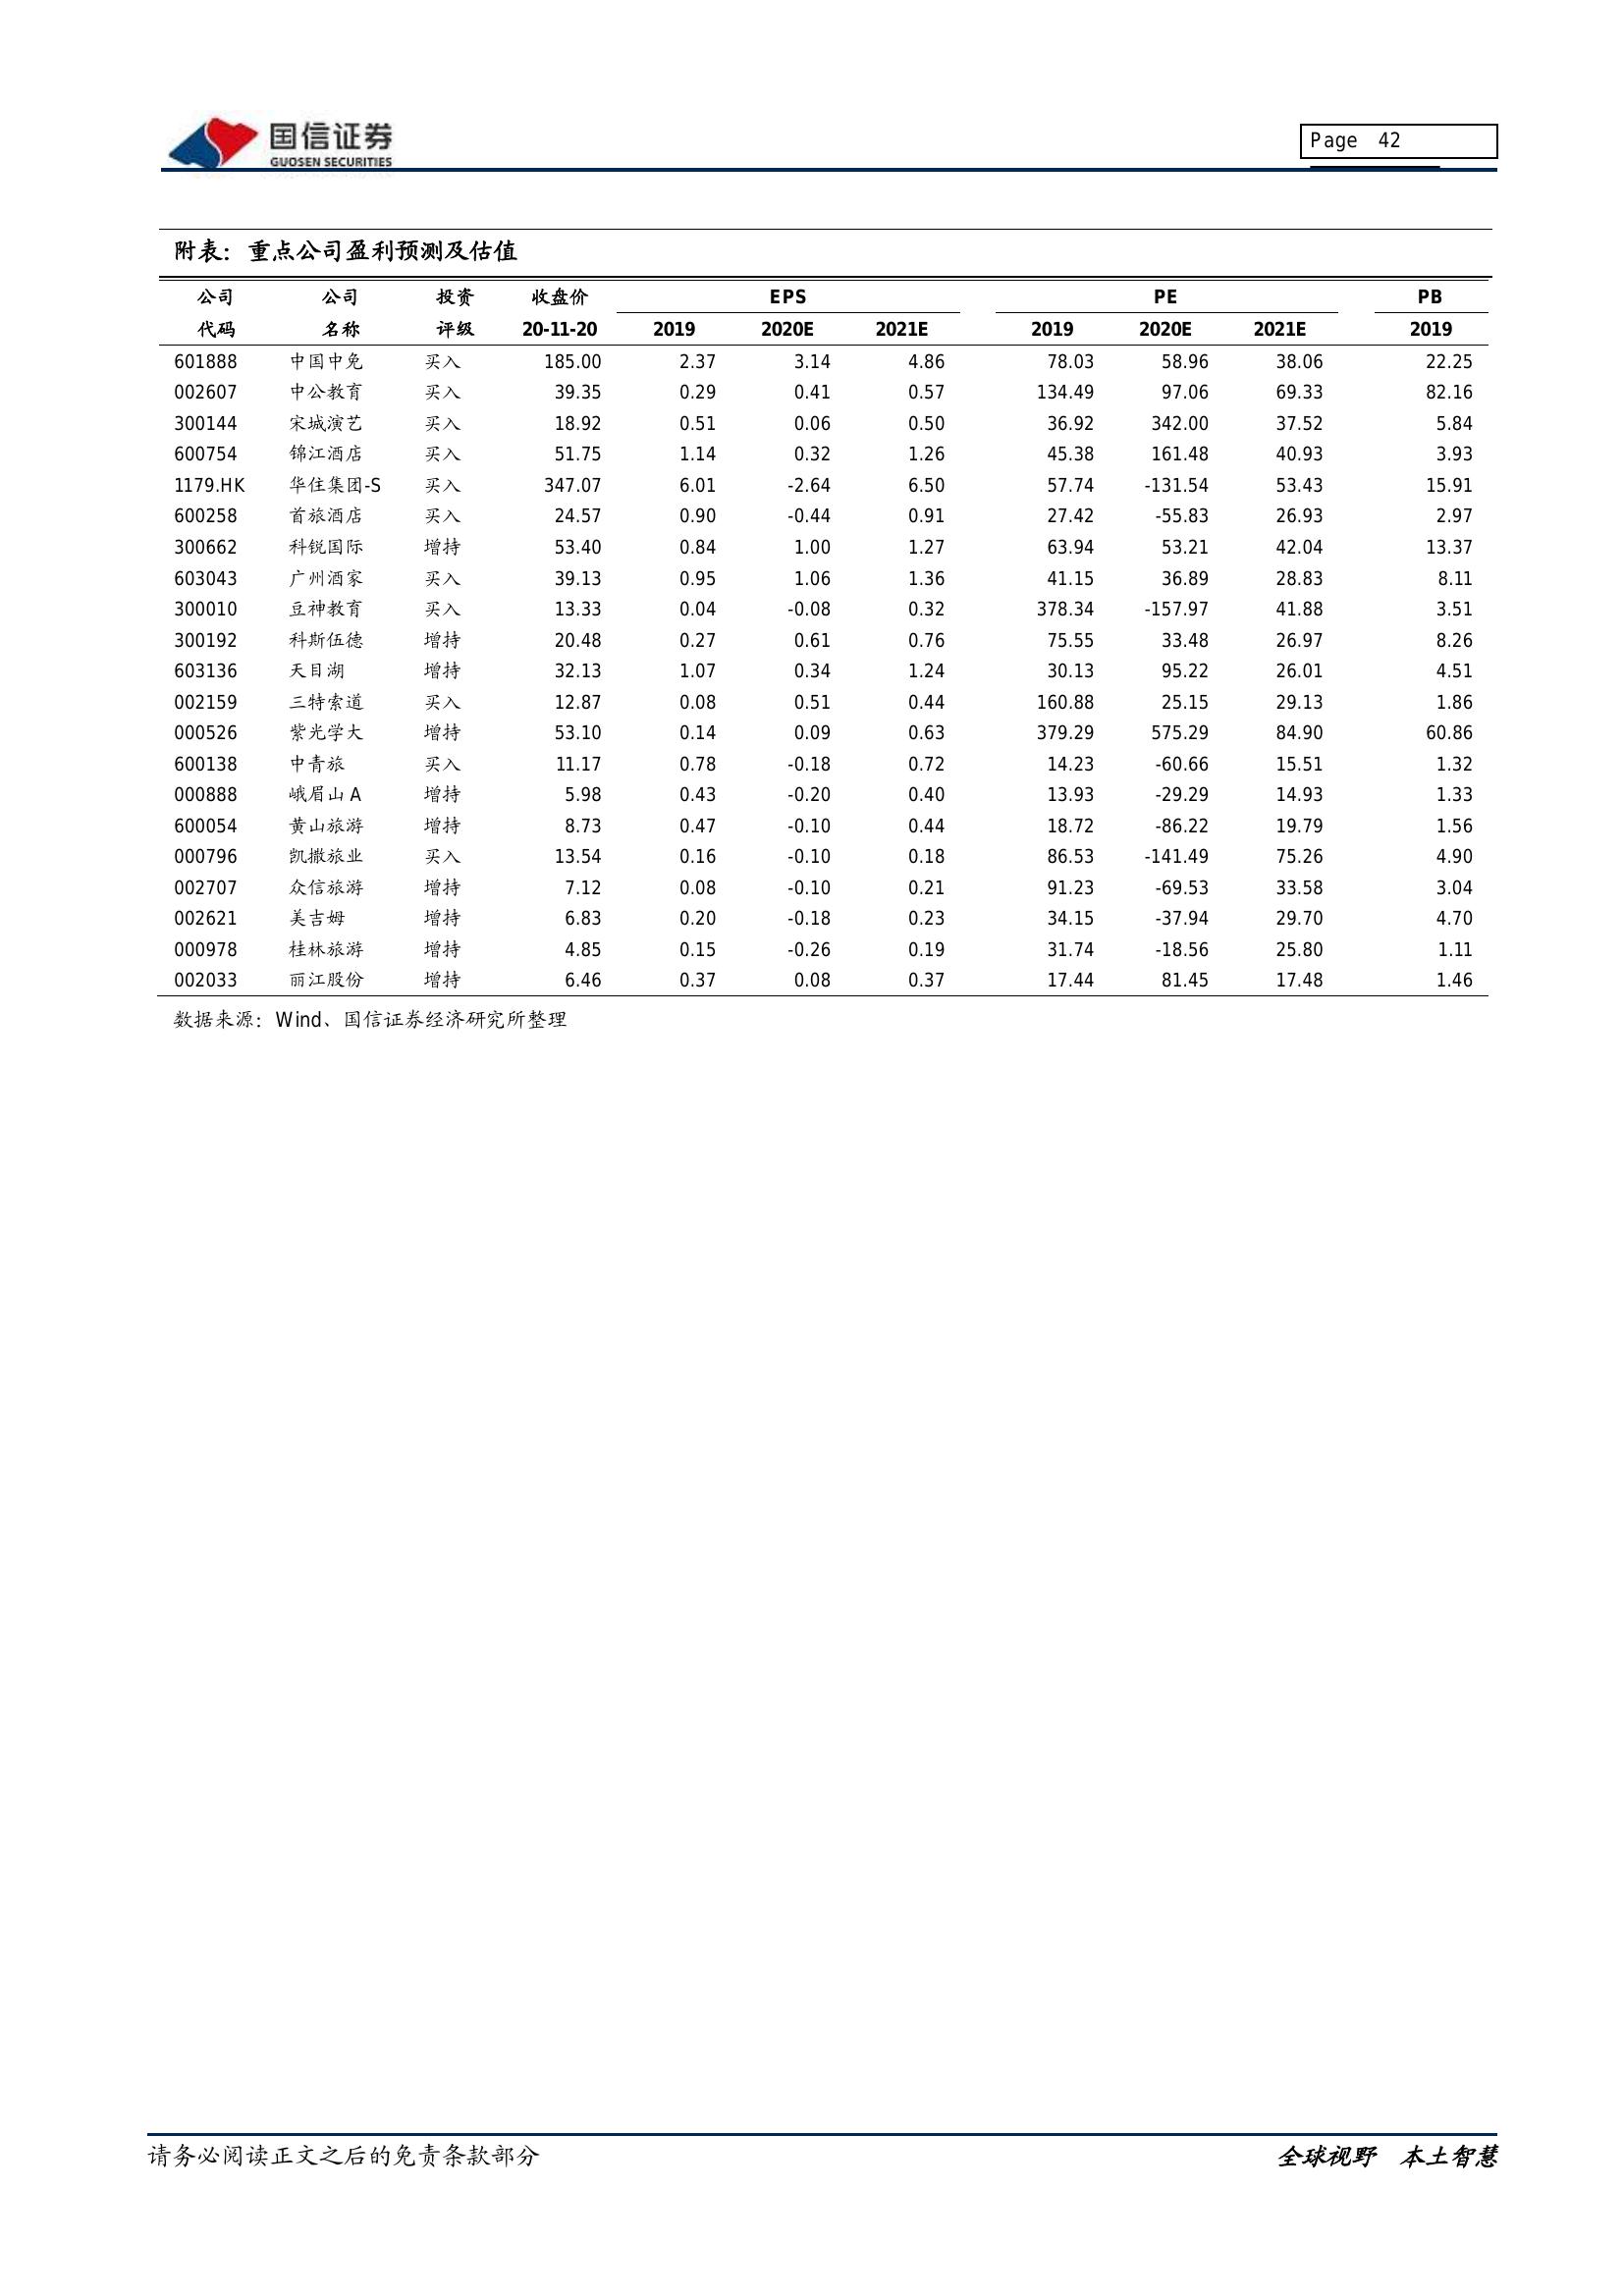 国信证券
GUOSEN SECURITIES
Page 42
附表：重点公司盈利预测及估值
公司 公司 投资 收盘价 EPS PE PB
代码 名称 评级 20-11-20 2019 2020E 2021E 2019 2020E 2021E 2019
601888 中国中免 买入 185.00 2.37 3.14 4.86 78.03 58.96 38.06 22.25
002607 中公教育 买入 39.35 0.29 0.41 0.57 134.49 97.06 69.33 82.16
300144 宋城演艺 买入 18.92 0.51 0.06 0.50 36.92 342.00 37.52 5.84
600754 锦江酒店 买入 51.75 1.14 0.32 1.26 45.38 161.48 40.93 3.93
1179.HK 华住集团-S 买入 347.07 6.01 -2.64 6.50 57.74 -131.54 53.43 15.91
600258 首旅酒店 买入 24.57 0.90 -0.44 0.91 27.42 -55.83 26.93 2.97
300662 科锐国际 增持 53.40 0.84 1.00 1.27 63.94 53.21 42.04 13.37
603043 广州酒家 买入 39.13 0.95 1.06 1.36 41.15 36.89 28.83 8.11
300010 豆神教育 买入 13.33 0.04 -0.08 0.32 378.34 -157.97 41.88 3.51
300192 科斯伍德 增持 20.48 0.27 0.61 0.76 75.55 33.48 26.97 8.26
603136 天目湖 增持 32.13 1.07 0.34 1.24 30.13 95.22 26.01 4.51
002159 三特索道 买入 12.87 0.08 0.51 0.44 160.88 25.15 29.13 1.86
000526 紫光学大 增持 53.10 0.14 0.09 0.63 379.29 575.29 84.90 60.86
600138 中青旅 买入 11.17 0.78 -0.18 0.72 14.23 -60.66 15.51 1.32
000888 峨眉山 A 增持 5.98 0.43 -0.20 0.40 13.93 -29.29 14.93 1.33
600054 黄山旅游 增持 8.73 0.47 -0.10 0.44 18.72 -86.22 19.79 1.56
000796 凯撒旅业 买入 13.54 0.16 -0.10 0.18 86.53 -141.49 75.26 4.90
002707 众信旅游 增持 7.12 0.08 -0.10 0.21 91.23 -69.53 33.58 3.04
002621 美吉姆 增持 6.83 0.20 -0.18 0.23 34.15 -37.94 29.70 4.70
000978 桂林旅游 增持 4.85 0.15 -0.26 0.19 31.74 -18.56 25.80 1.11
002033 丽江股份 增持 6.46 0.37 0.08 0.37 17.44 81.45 17.48 1.46
数据来源：Wind、国信证券经济研究所整理
请务必阅读正文之后的免责条款部分
全球视野 本土智慧